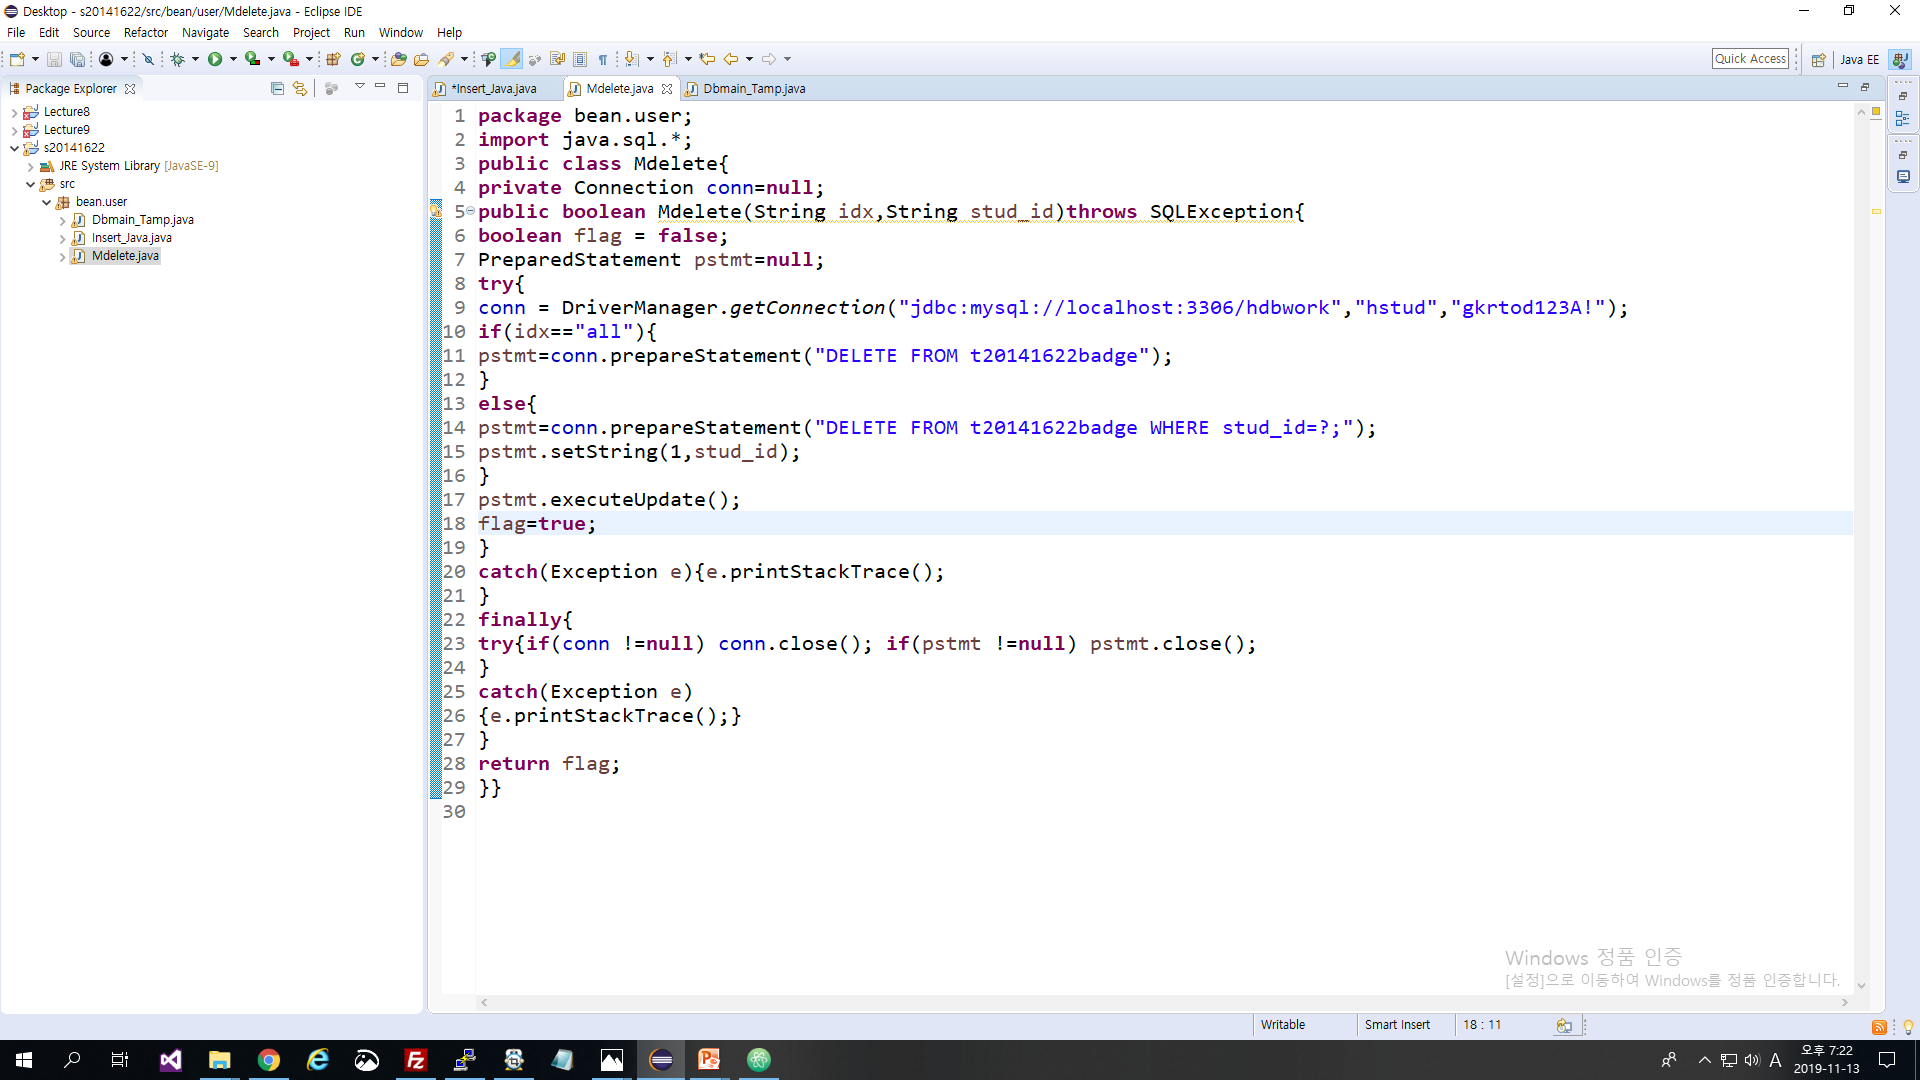 Desktop - s20141622/src/bean/user/Mdelete.java - Eclipse IDE
File Edit Source Refactor Navigate Search Project Run Window Help
Quick Access
Java EE
Package Explorer
*Insert_Java.java
Mdelete.java
Dbmain_Tamp.java
Lecture8
Lecture9
s20141622
JRE System Library [JavaSE-9]
src
bean.user
Dbmain_Tamp.java
Insert_Java.java
Mdelete.java
1 package bean.user;
2 import java.sql.*;
3 public class Mdelete{
4 private Connection conn=null;
5 public boolean Mdelete(String idx,String stud_id)throws SQLException{
6 boolean flag = false;
7 PreparedStatement pstmt=null;
8 try{
9 conn = DriverManager.getConnection("jdbc:mysql://localhost:3306/hdbwork","hstud","gkrtod123A!");
10 if(idx=="all"){
11 pstmt=conn.prepareStatement("DELETE FROM t20141622badge");
12 }
13 else{
14 pstmt=conn.prepareStatement("DELETE FROM t20141622badge WHERE stud_id=?;");
15 pstmt.setString(1,stud_id);
16 }
17 pstmt.executeUpdate();
18 flag=true;
19 }
20 catch(Exception e){e.printStackTrace();
21 }
22 finally{
23 try{if(conn !=null) conn.close(); if(pstmt !=null) pstmt.close();
24 }
25 catch(Exception e)
26 {e.printStackTrace();}
27 }
28 return flag;
29 }}
30
Windows 정품 인증
[설정]으로 이동하여 Windows를 정품 인증합니다.
Writable
Smart Insert
18 : 11
A
오후 7:22
2019-11-13